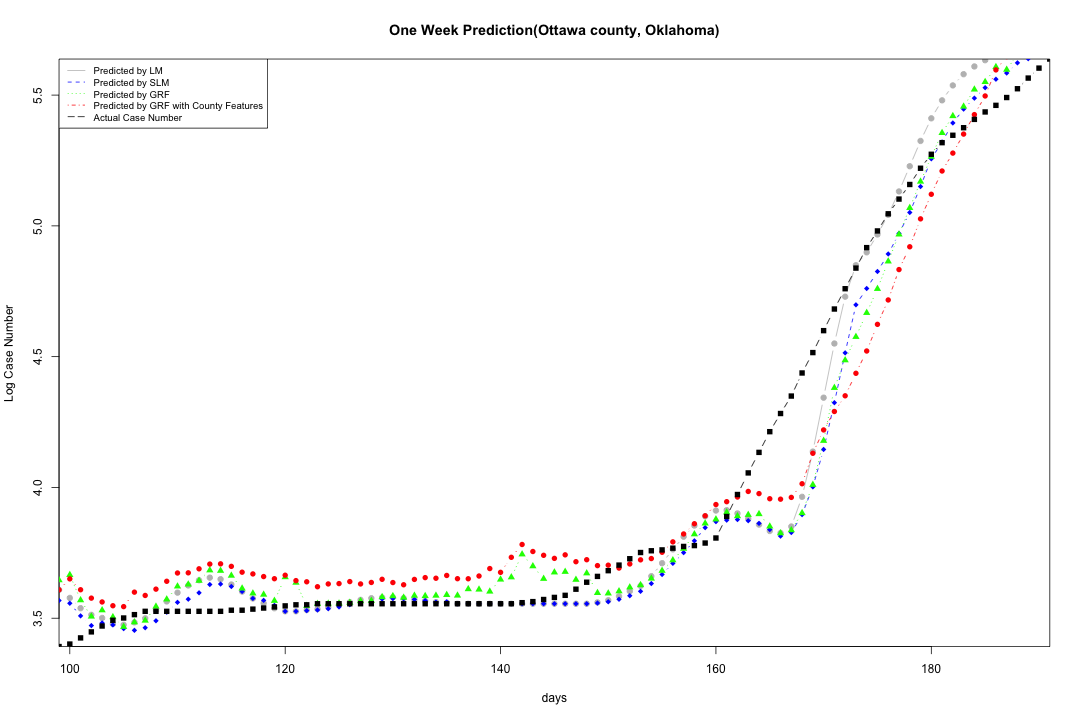 One Week Prediction(Ottawa county, Oklahoma)
Predicted by LM
Predicted by SLM
Predicted by GRF
Predicted by GRF with County Features
Actual Case Number
Log Case Number
5.5
5.0
4.5
4.0
3.5
100 120 140 160 180
days